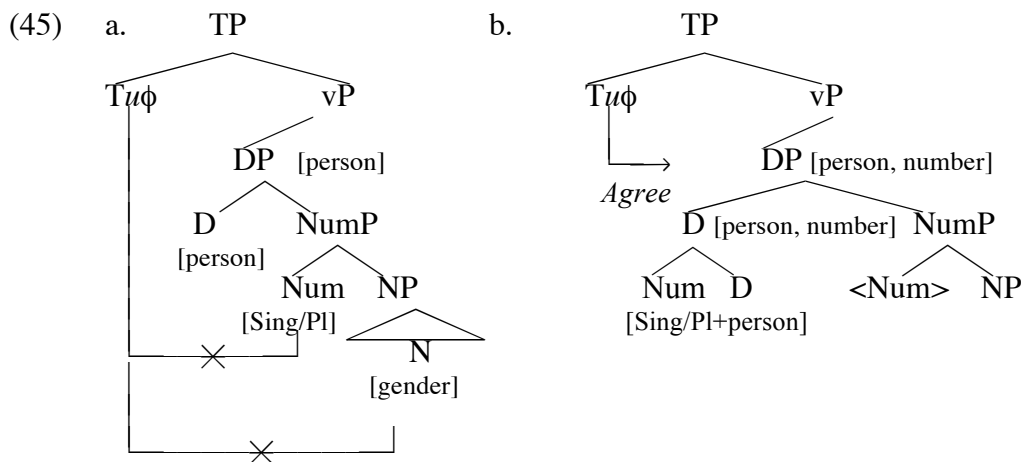 (45) a. TP b. TP
Tuϕ vP Tuϕ vP
DP [person] DP [person, number]
Agree
D NumP D [person, number] NumP
[person]
Num NP Num D <Num> NP
[Sing/Pl] [Sing/Pl+person]
N
[gender]